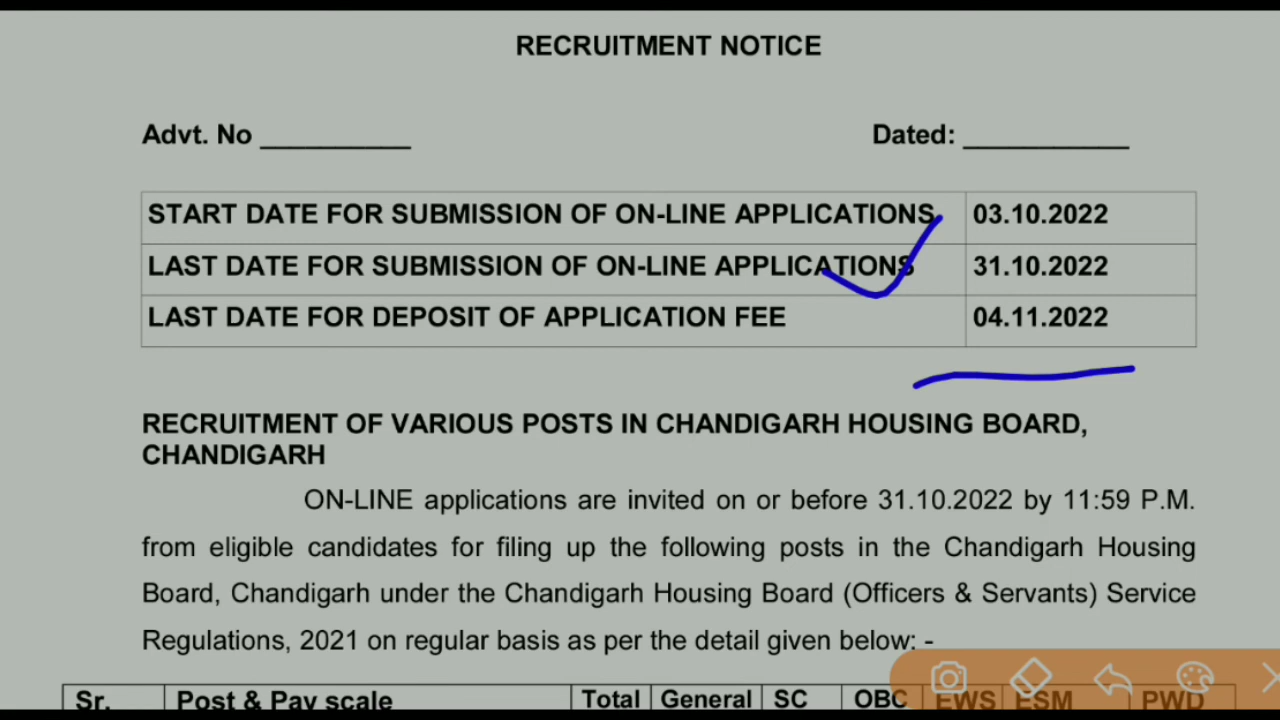 RECRUITMENT NOTICE
Advt. No __________ Dated: ___________
START DATE FOR SUBMISSION OF ON-LINE APPLICATIONS 03.10.2022
LAST DATE FOR SUBMISSION OF ON-LINE APPLICATIONS 31.10.2022
LAST DATE FOR DEPOSIT OF APPLICATION FEE 04.11.2022
RECRUITMENT OF VARIOUS POSTS IN CHANDIGARH HOUSING BOARD,
CHANDIGARH
ON-LINE applications are invited on or before 31.10.2022 by 11:59 P.M.
from eligible candidates for filing up the following posts in the Chandigarh Housing
Board, Chandigarh under the Chandigarh Housing Board (Officers & Servants) Service
Regulations, 2021 on regular basis as per the detail given below: -
Sr. Post & Pay scale Total General SC OBC EWS ESM PWD